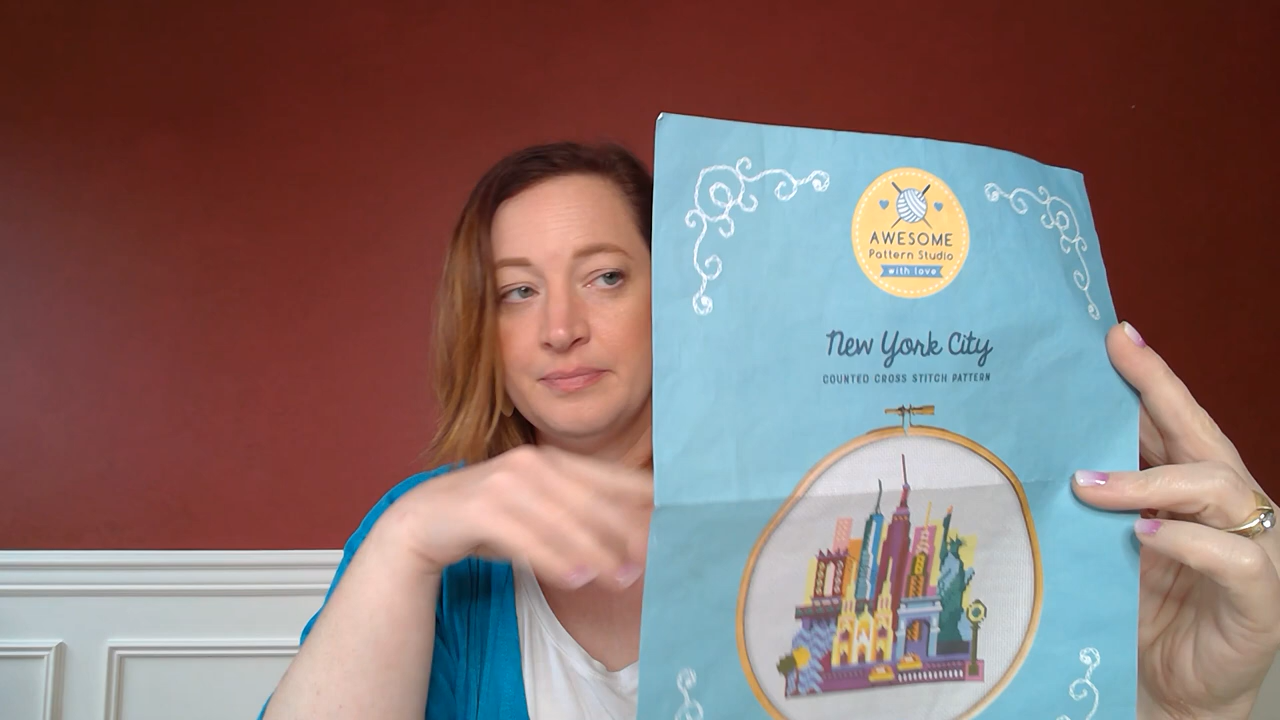 AWESOME
Pattern Studio
with love
New York City
COUNTED CROSS STITCH PATTERN